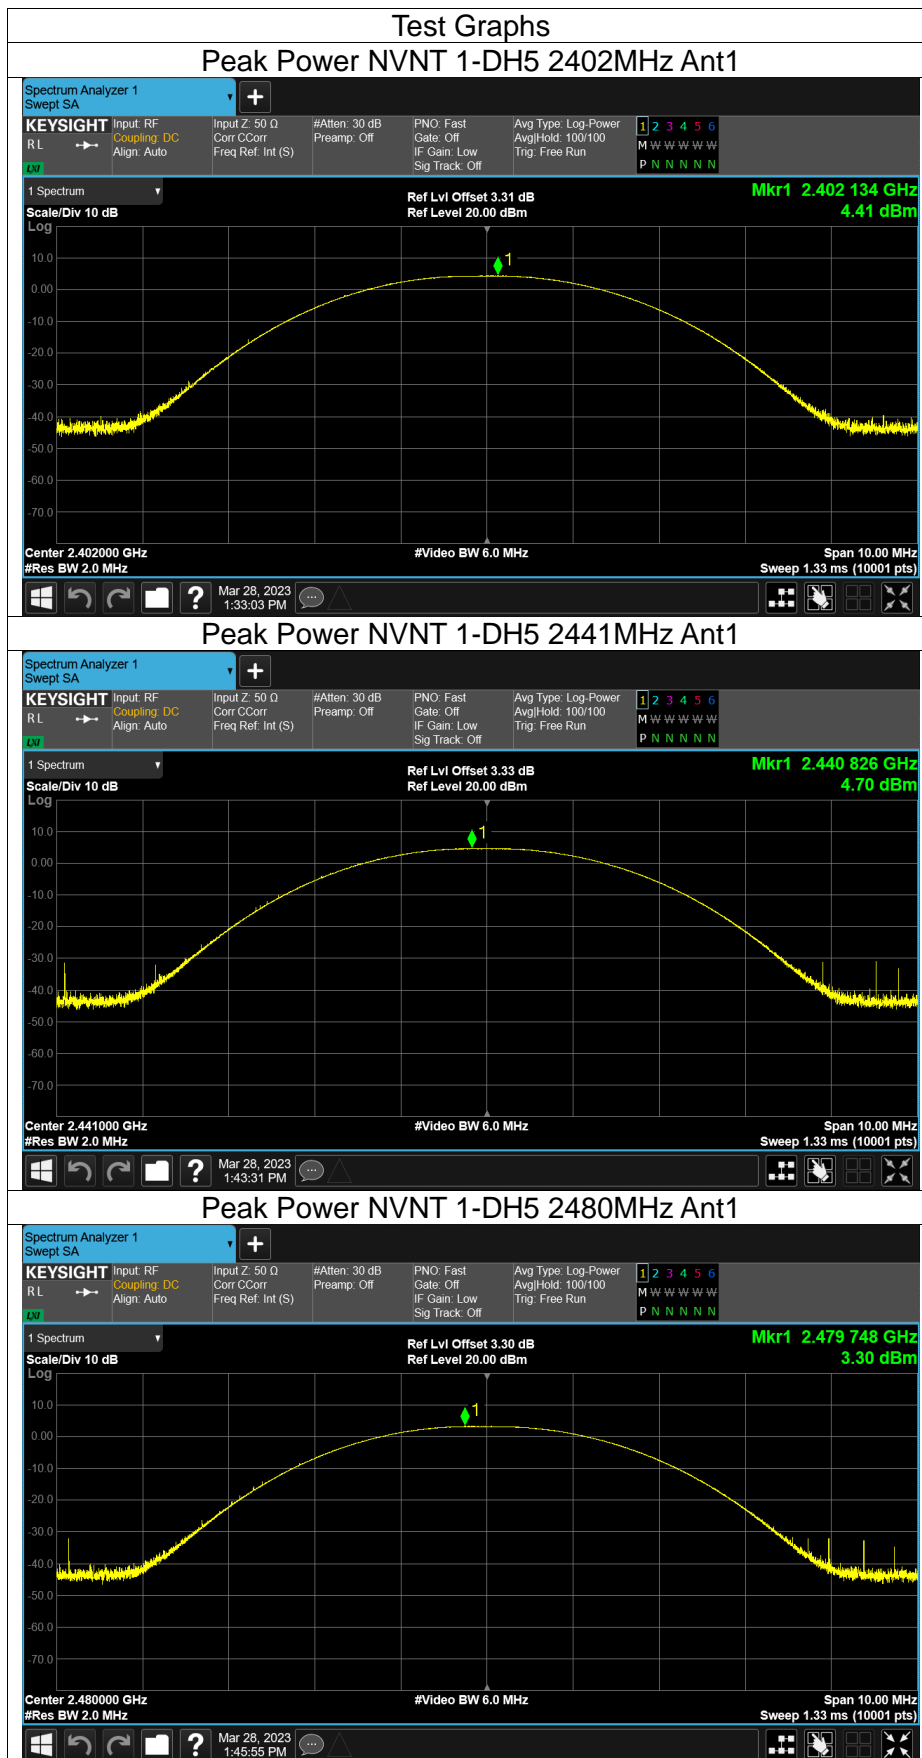 Test Graphs
Peak Power NVNT 1-DH5 2402MHz Ant1
Spectrum Analyzer 1
Swept SA
+
KEYSIGHT Input: RF Input Z: 50 Ω #Atten: 30 dB PNO: Fast Avg Type: Log-Power 1 2 3 4 5 6
RL Coupling: DC Corr CCorr Preamp: Off Gate: Off Avg|Hold: 100/100 M W W W W W
Align: Auto Freq Ref: Int (S) IF Gain: Low Trig: Free Run P N N N N N
LXI Sig Track: Off
1 Spectrum Ref Lvl Offset 3.31 dB Mkr1 2.402 134 GHz
Scale/Div 10 dB Ref Level 20.00 dBm 4.41 dBm
Log
1
10.0
0.00
-10.0
-20.0
-30.0
-40.0
-50.0
-60.0
-70.0
Center 2.402000 GHz #Video BW 6.0 MHz Span 10.00 MHz
#Res BW 2.0 MHz Sweep 1.33 ms (10001 pts)
? Mar 28, 2023
1:33:03 PM
Peak Power NVNT 1-DH5 2441MHz Ant1
Spectrum Analyzer 1
Swept SA
+
KEYSIGHT Input: RF Input Z: 50 Ω #Atten: 30 dB PNO: Fast Avg Type: Log-Power 1 2 3 4 5 6
RL Coupling: DC Corr CCorr Preamp: Off Gate: Off Avg|Hold: 100/100 M W W W W W
Align: Auto Freq Ref: Int (S) IF Gain: Low Trig: Free Run P N N N N N
LXI Sig Track: Off
1 Spectrum Ref Lvl Offset 3.33 dB Mkr1 2.440 826 GHz
Scale/Div 10 dB Ref Level 20.00 dBm 4.70 dBm
Log
1
10.0
0.00
-10.0
-20.0
-30.0
-40.0
-50.0
-60.0
-70.0
Center 2.441000 GHz #Video BW 6.0 MHz Span 10.00 MHz
#Res BW 2.0 MHz Sweep 1.33 ms (10001 pts)
? Mar 28, 2023
1:43:31 PM
Peak Power NVNT 1-DH5 2480MHz Ant1
Spectrum Analyzer 1
Swept SA
+
KEYSIGHT Input: RF Input Z: 50 Ω #Atten: 30 dB PNO: Fast Avg Type: Log-Power 1 2 3 4 5 6
RL Coupling: DC Corr CCorr Preamp: Off Gate: Off Avg|Hold: 100/100 M W W W W W
Align: Auto Freq Ref: Int (S) IF Gain: Low Trig: Free Run P N N N N N
LXI Sig Track: Off
1 Spectrum Ref Lvl Offset 3.30 dB Mkr1 2.479 748 GHz
Scale/Div 10 dB Ref Level 20.00 dBm 3.30 dBm
Log
1
10.0
0.00
-10.0
-20.0
-30.0
-40.0
-50.0
-60.0
-70.0
Center 2.480000 GHz #Video BW 6.0 MHz Span 10.00 MHz
#Res BW 2.0 MHz Sweep 1.33 ms (10001 pts)
? Mar 28, 2023
1:45:55 PM